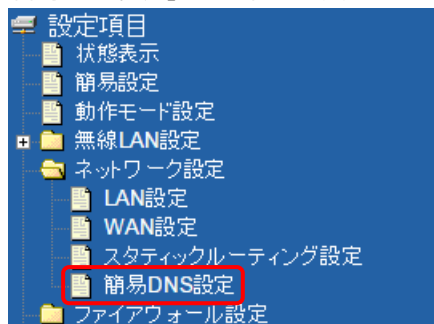 設定項目
状態表示
簡易設定
動作モード設定
無線LAN設定
ネットワーク設定
LAN設定
WAN設定
スタティックルーティング設定
簡易DNS設定
ファイアウォール設定